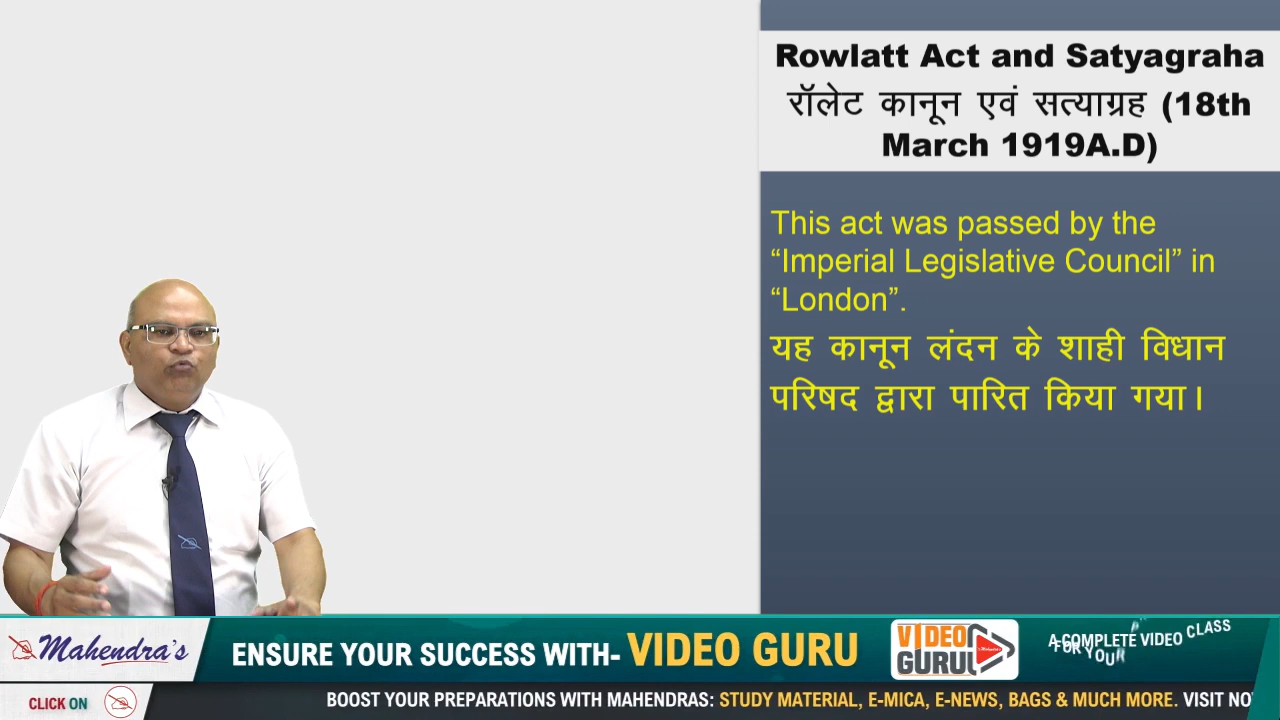 Rowlatt Act and Satyagraha
रॉलेट कानून एवं सत्याग्रह (18th
March 1919A.D)
This act was passed by the
“Imperial Legislative Council” in
“London”.
यह कानून लंदन के शाही विधान
परिषद द्वारा पारित किया गया।
Mahendra's
ENSURE YOUR SUCCESS WITH- VIDEO GURU
VIDEO
GURU
A COMPLETE VIDEO CLASS
FOR YOUR
CLICK ON
BOOST YOUR PREPARATIONS WITH MAHENDRAS: STUDY MATERIAL, E-MICA, E-NEWS, BAGS & MUCH MORE. VISIT NO